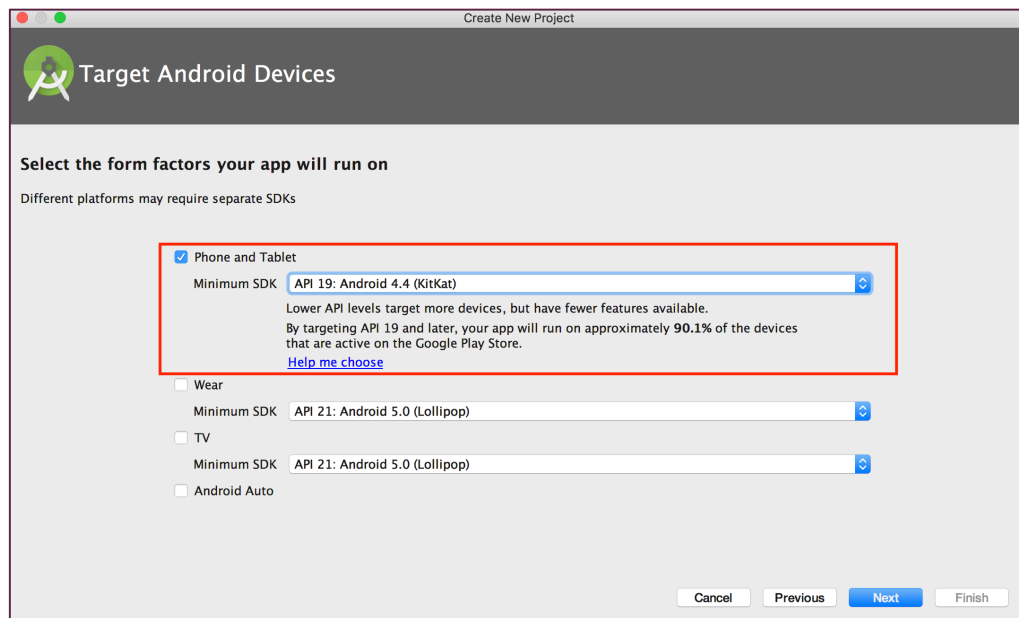 Create New Project
Target Android Devices
Select the form factors your app will run on
Different platforms may require separate SDKs
Phone and Tablet
Minimum SDK API 19: Android 4.4 (KitKat)
Lower API levels target more devices, but have fewer features available.
By targeting API 19 and later, your app will run on approximately 90.1% of the devices
that are active on the Google Play Store.
Help me choose
Wear
Minimum SDK API 21: Android 5.0 (Lollipop)
TV
Minimum SDK API 21: Android 5.0 (Lollipop)
Android Auto
Cancel Previous Next Finish